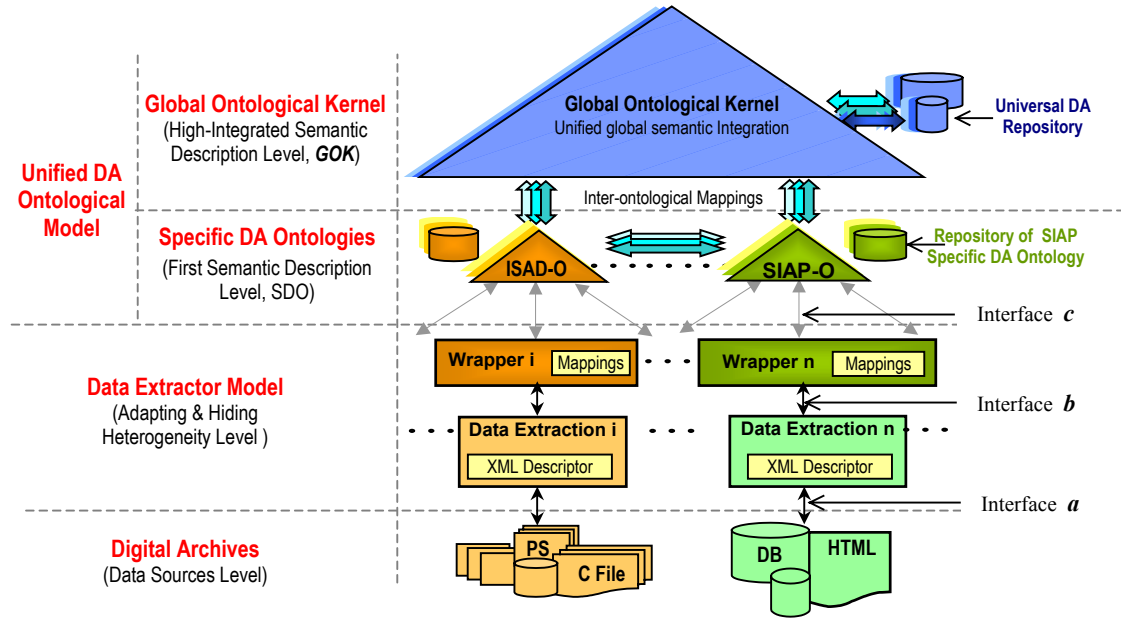 Global Ontological Kernel
(High-Integrated Semantic
Description Level, GOK)
Global Ontological Kernel
Unified global semantic Integration
Universal DA
Repository
Unified DA
Ontological
Model
Inter-ontological Mappings
Specific DA Ontologies
(First Semantic Description
Level, SDO)
ISAD-O
SIAP-O
Repository of SIAP
Specific DA Ontology
Interface c
Data Extractor Model
(Adapting & Hiding
Heterogeneity Level )
Wrapper i
Mappings
Wrapper n
Mappings
Interface b
Data Extraction i
XML Descriptor
Data Extraction n
XML Descriptor
Interface a
Digital Archives
(Data Sources Level)
PS
C File
DB
HTML